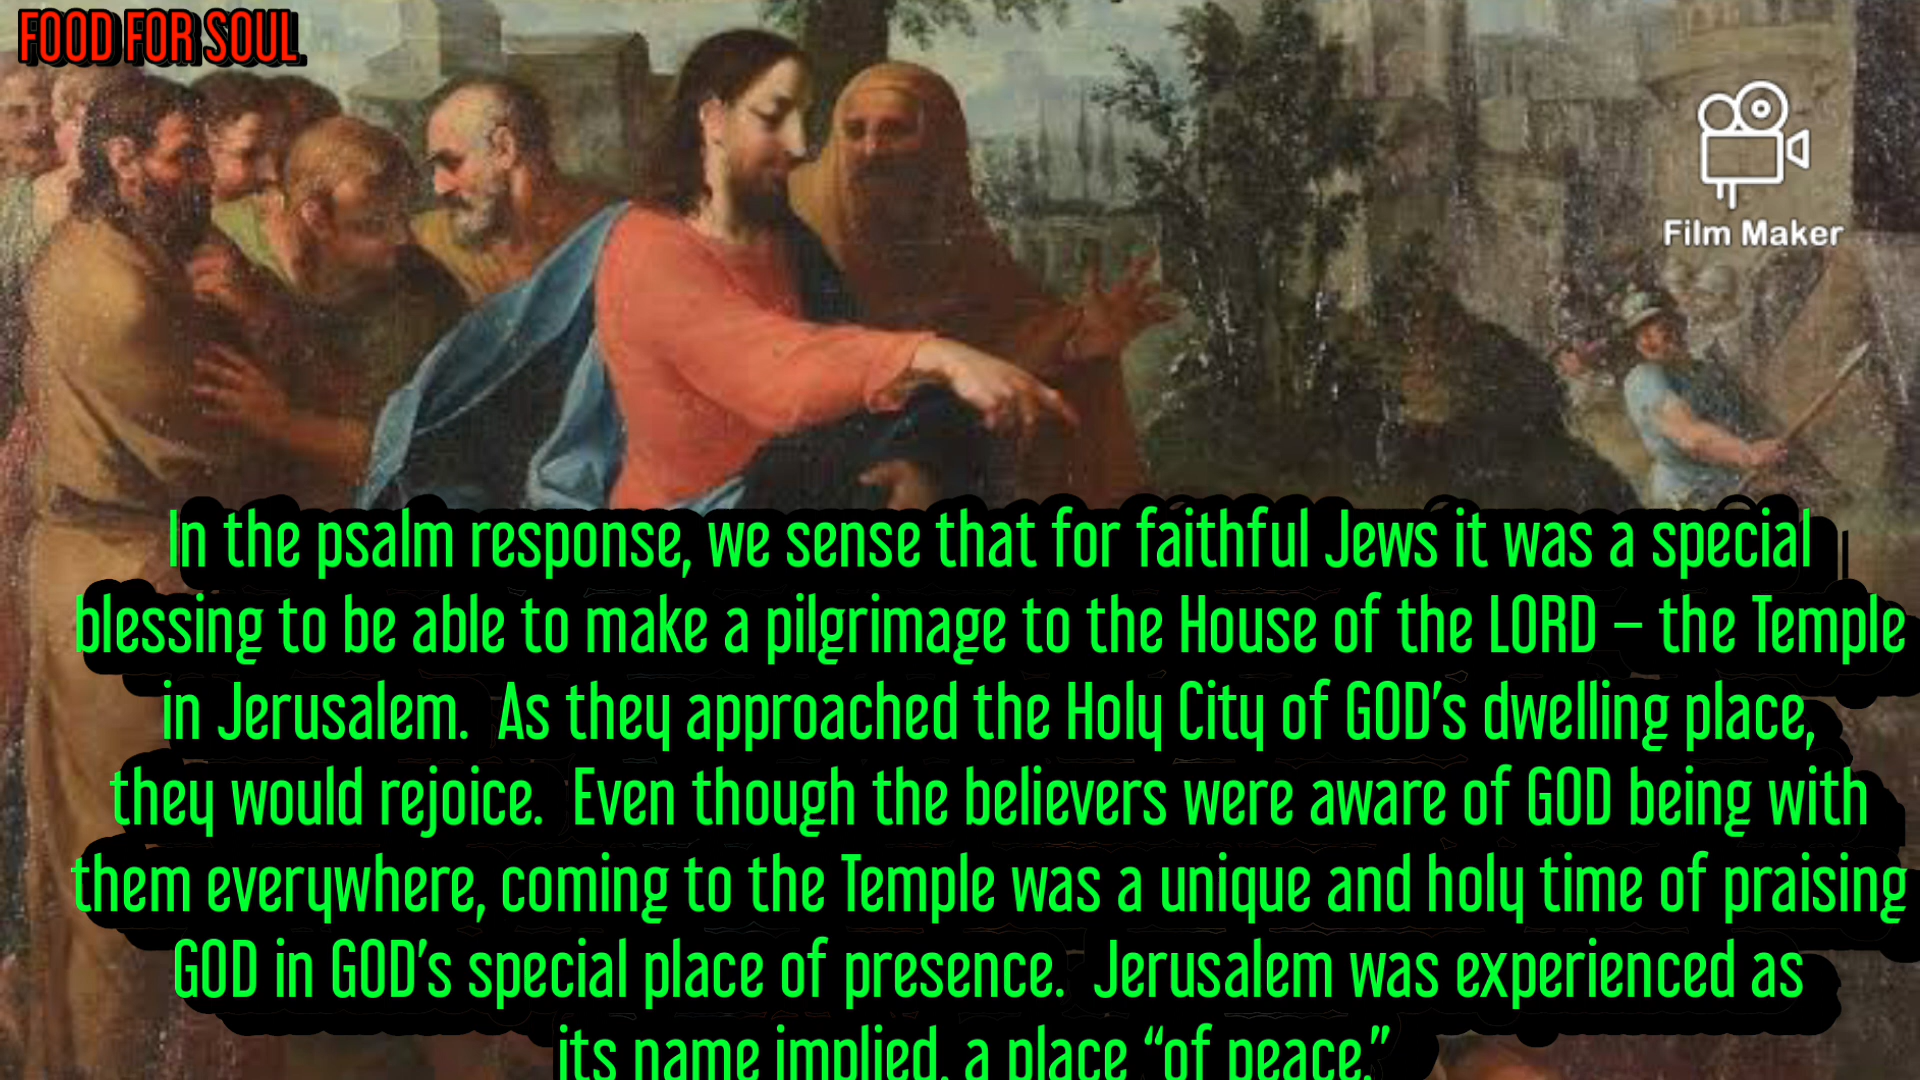 FOOD FOR SOUL
Film Maker
In the psalm response, we sense that for faithful Jews it was a special
blessing to be able to make a pilgrimage to the House of the LORD – the Temple
in Jerusalem. As they approached the Holy City of GOD’s dwelling place,
they would rejoice. Even though the believers were aware of GOD being with
them everywhere, coming to the Temple was a unique and holy time of praising
GOD in GOD’s special place of presence. Jerusalem was experienced as
its name implied, a place “of peace.”